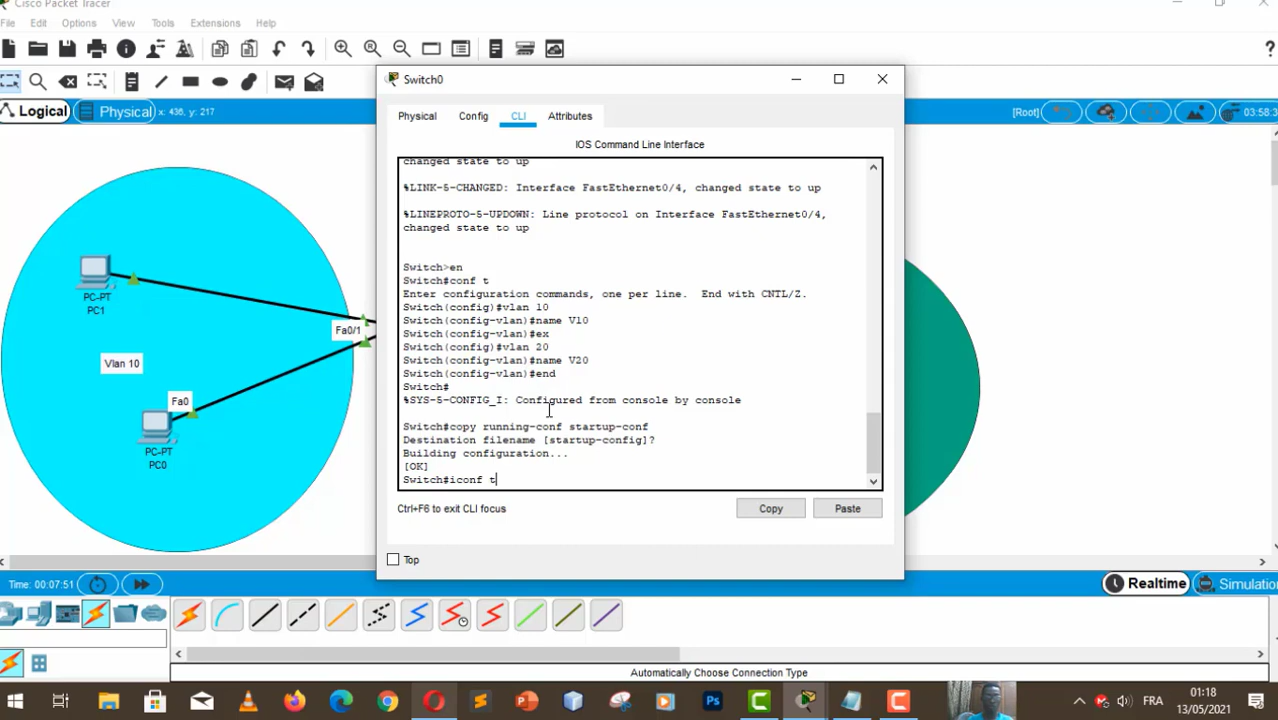 Cisco Packet Tracer
File Edit Options View Tools Extensions Help
Logical Physical x: 436, y: 217 [Root] 03:58:3
Switch0
Physical Config CLI Attributes
IOS Command Line Interface
changed state to up
%LINK-5-CHANGED: Interface FastEthernet0/4, changed state to up
%LINEPROTO-5-UPDOWN: Line protocol on Interface FastEthernet0/4,
changed state to up
Switch>en
Switch#conf t
Enter configuration commands, one per line. End with CNTL/Z.
Switch(config)#vlan 10
Switch(config-vlan)#name V10
Switch(config-vlan)#ex
Switch(config)#vlan 20
Switch(config-vlan)#name V20
Switch(config-vlan)#end
Switch#
%SYS-5-CONFIG_I: Configured from console by console
Switch#copy running-conf startup-conf
Destination filename [startup-config]?
Building configuration...
[OK]
Switch#iconf t
Ctrl+F6 to exit CLI focus
Copy
Paste
Top
PC-PT
PC1
Fa0/1
Vlan 10
Fa0
PC-PT
PC0
Time: 00:07:51
Realtime
Simulation
Automatically Choose Connection Type
Ps
FRA
01:18
13/05/2021